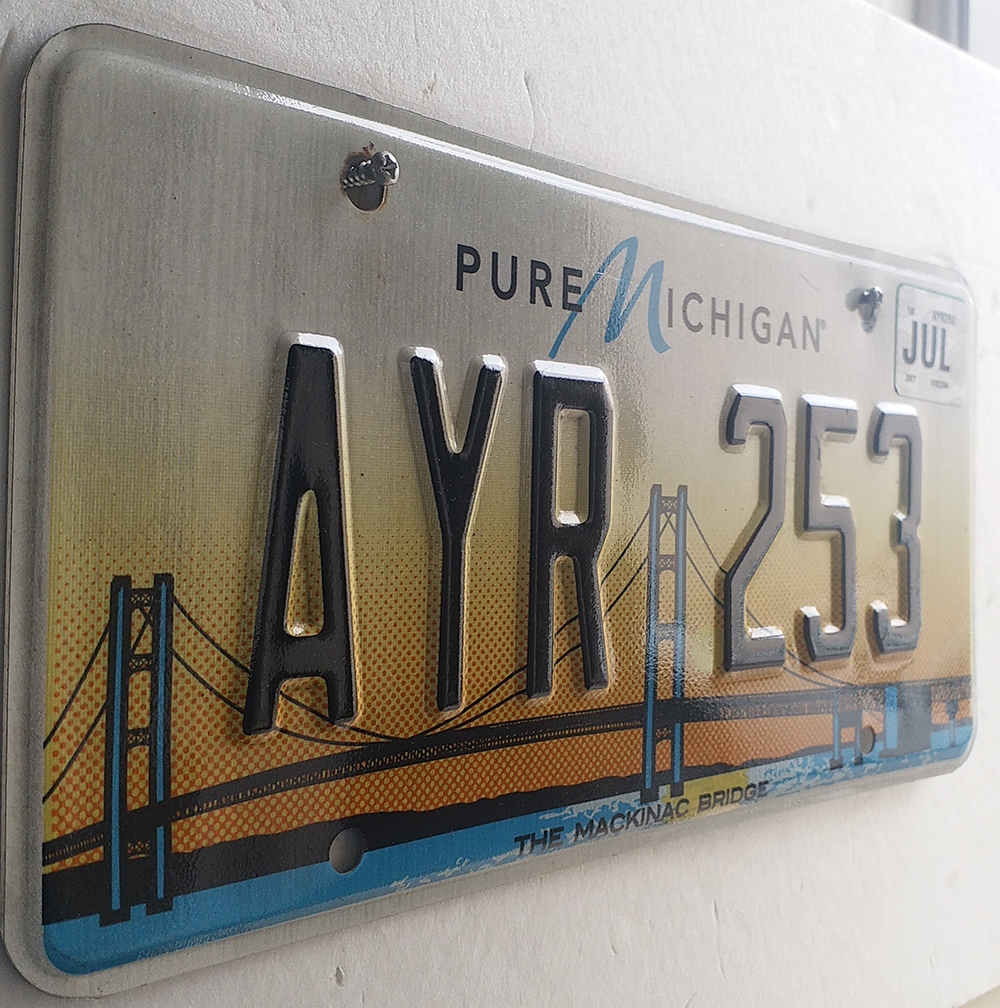 PURE MICHIGAN®
JUL
AYR 253
THE MACKINAC BRIDGE